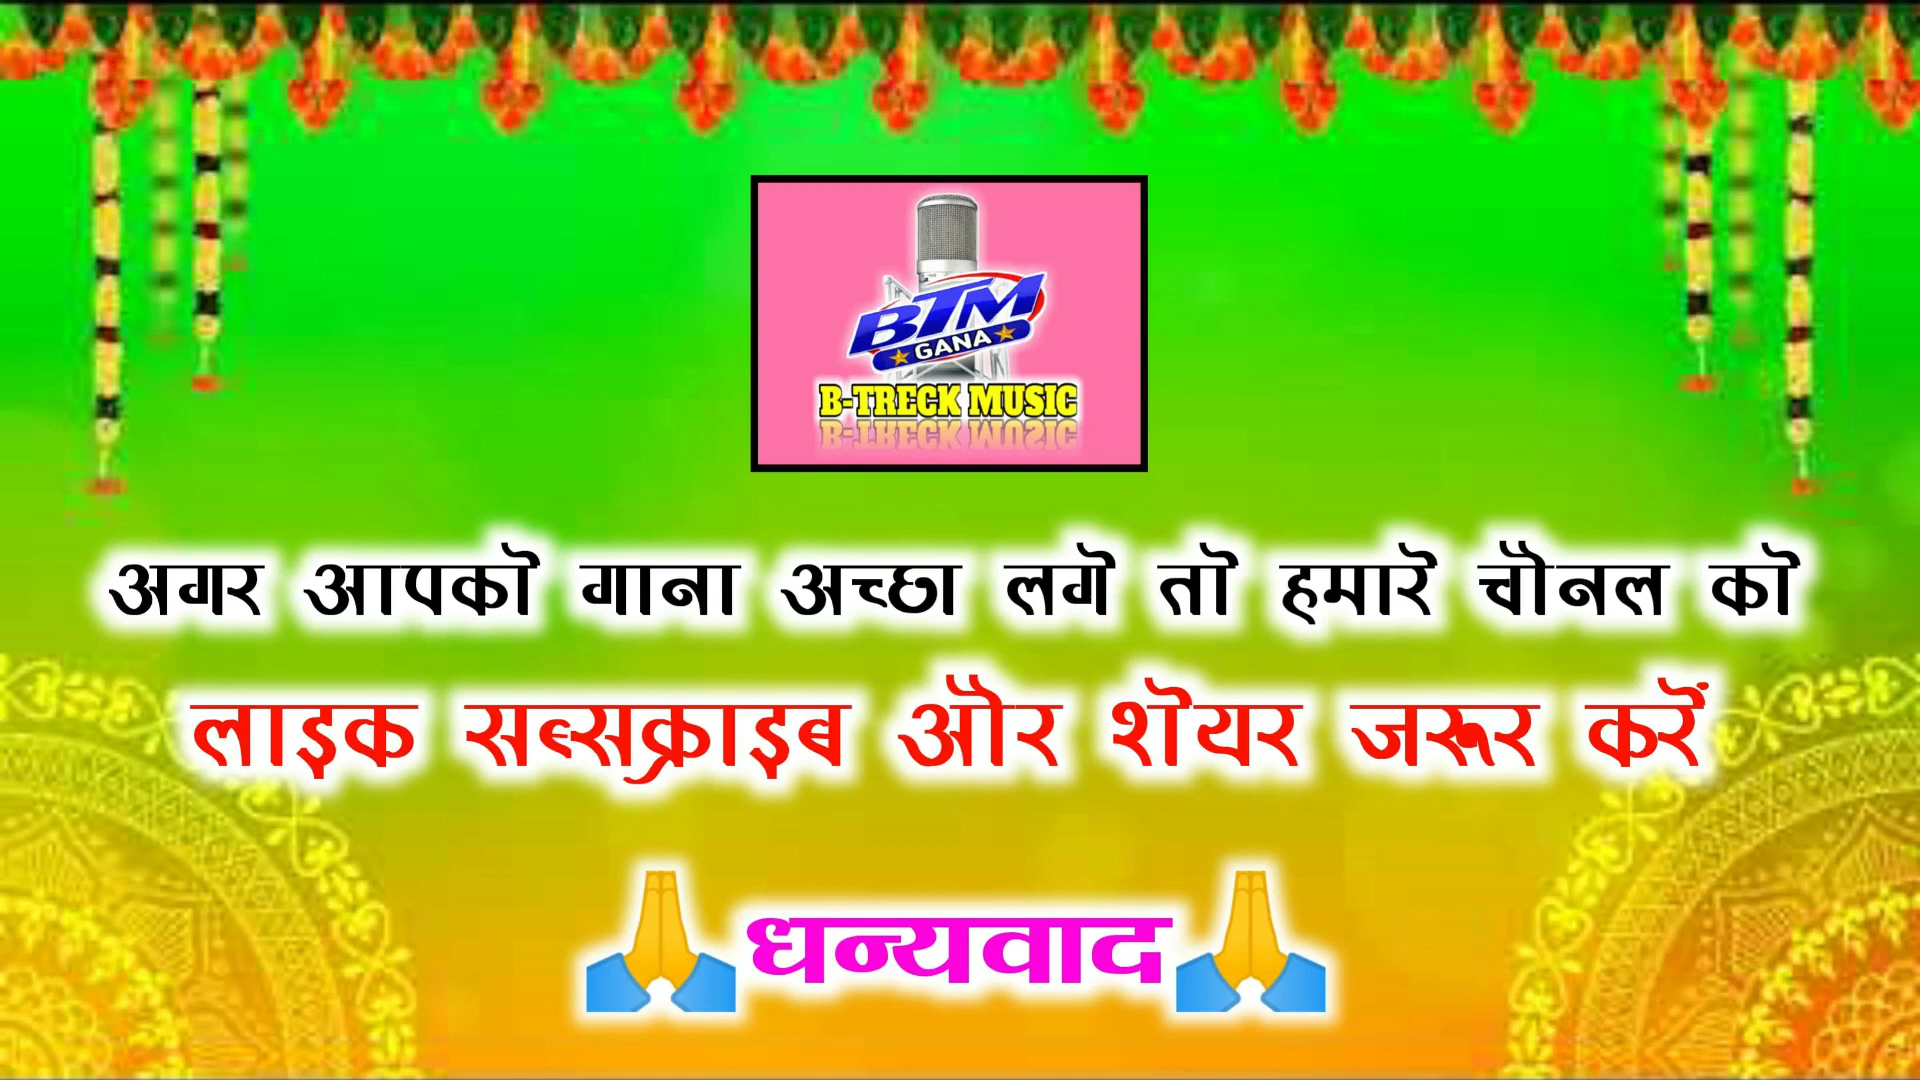 BTM
GANA
B-TRECK MUSIC
अगर आपको गाना अच्छा लगे तो हमारे चौनल को
लाइक सब्सक्राइब और शेयर जरूर करें
🙏धन्यवाद🙏